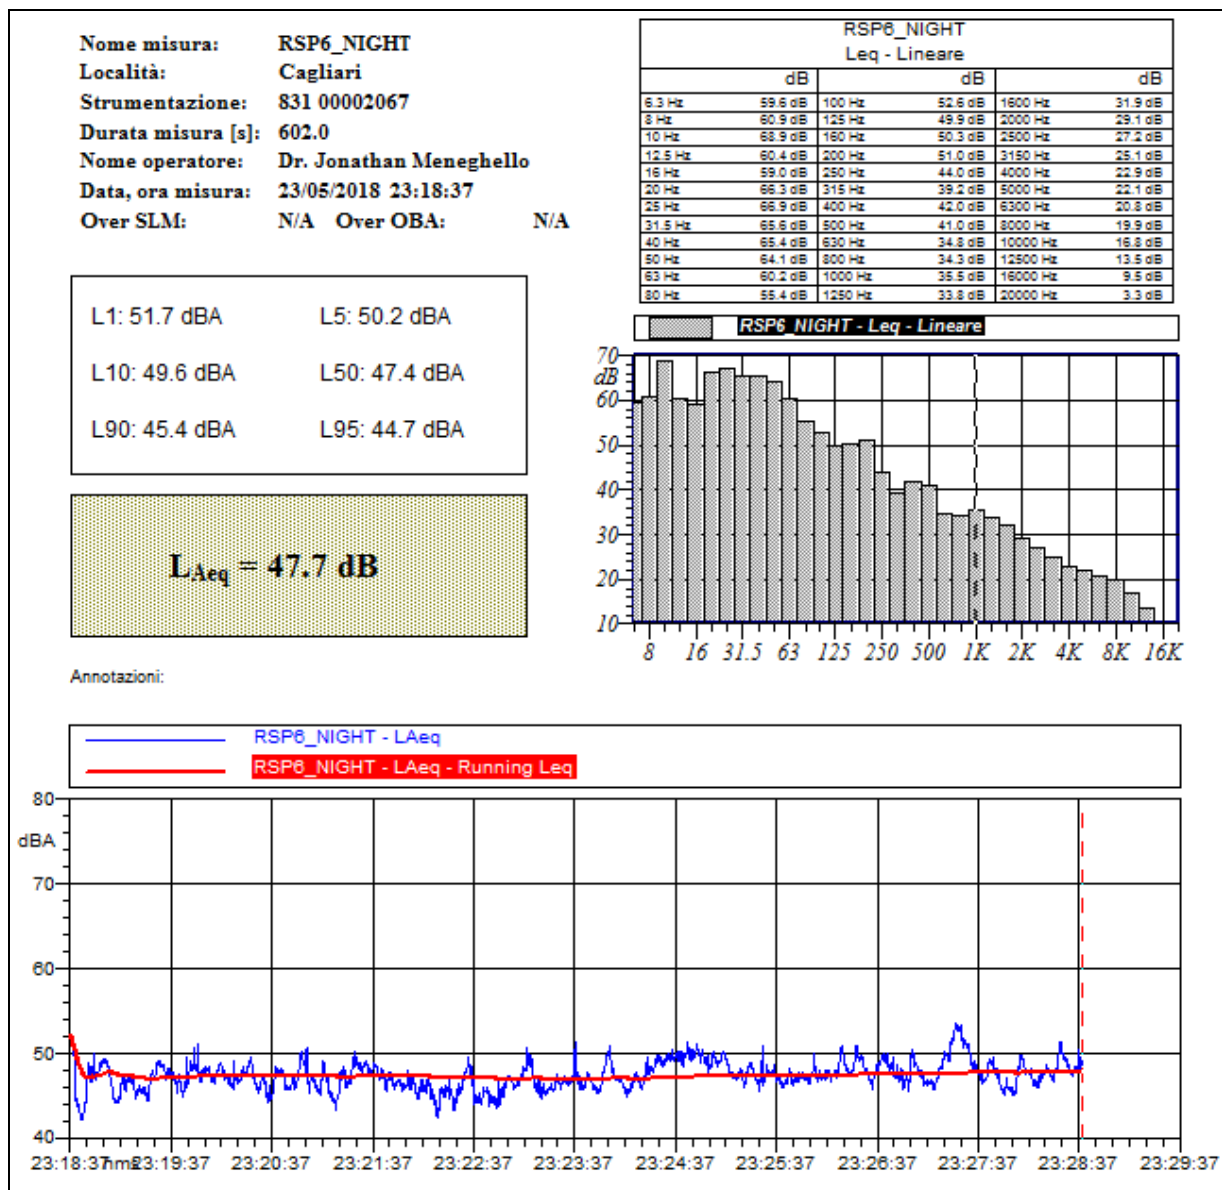 Nome misura: RSP6_NIGHT
Località: Cagliari
Strumentazione: 831 00002067
Durata misura [s]: 602.0
Nome operatore: Dr. Jonathan Meneghello
Data, ora misura: 23/05/2018 23:18:37
Over SLM: N/A Over OBA: N/A
RSP6_NIGHT
Leq - Lineare
dB dB dB
6.3 Hz 59.6 dB 100 Hz 52.6 dB 1600 Hz 31.9 dB
8 Hz 60.9 dB 125 Hz 49.9 dB 2000 Hz 29.1 dB
10 Hz 68.9 dB 160 Hz 50.3 dB 2500 Hz 27.2 dB
12.5 Hz 60.4 dB 200 Hz 51.0 dB 3150 Hz 25.1 dB
16 Hz 59.0 dB 250 Hz 44.0 dB 4000 Hz 22.9 dB
20 Hz 66.3 dB 315 Hz 39.2 dB 5000 Hz 22.1 dB
25 Hz 66.9 dB 400 Hz 42.0 dB 6300 Hz 20.8 dB
31.5 Hz 65.6 dB 500 Hz 41.0 dB 8000 Hz 19.9 dB
40 Hz 65.4 dB 630 Hz 34.8 dB 10000 Hz 16.8 dB
50 Hz 64.1 dB 800 Hz 34.3 dB 12500 Hz 13.5 dB
63 Hz 60.2 dB 1000 Hz 35.5 dB 16000 Hz 9.5 dB
80 Hz 55.4 dB 1250 Hz 33.8 dB 20000 Hz 3.3 dB
L1: 51.7 dBA L5: 50.2 dBA
L10: 49.6 dBA L50: 47.4 dBA
L90: 45.4 dBA L95: 44.7 dBA
LAeq = 47.7 dB
RSP6_NIGHT - Leq - Lineare
70
dB
60
50
40
30
20
10
8 16 31.5 63 125 250 500 1K 2K 4K 8K 16K
Annotazioni:
RSP6_NIGHT - LAeq
RSP6_NIGHT - LAeq - Running Leq
80
dBA
70
60
50
40
23:18:37 hms 23:19:37 23:20:37 23:21:37 23:22:37 23:23:37 23:24:37 23:25:37 23:26:37 23:27:37 23:28:37 23:29:37